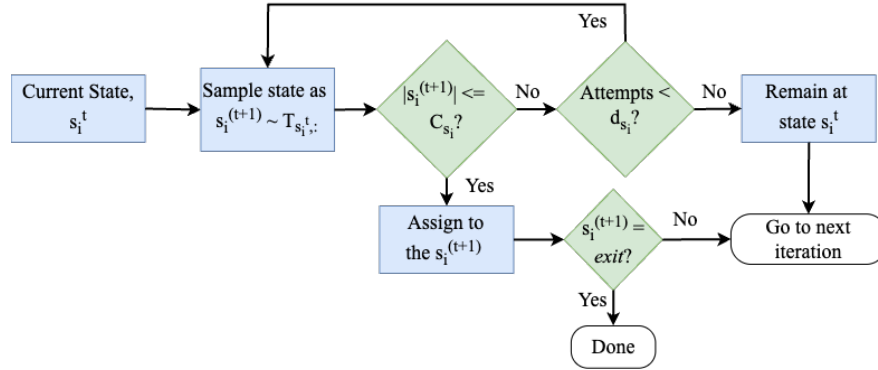 Yes
Current State,
s_i^t
Sample state as
s_i^(t+1) ~ T_{s_i^t,:}
|s_i^(t+1)| <=
C_{s_i}?
No
Attempts <
d_{s_i}?
No
Remain at
state s_i^t
Yes
Assign to
the s_i^(t+1)
s_i^(t+1) =
exit?
No
Go to next
iteration
Yes
Done